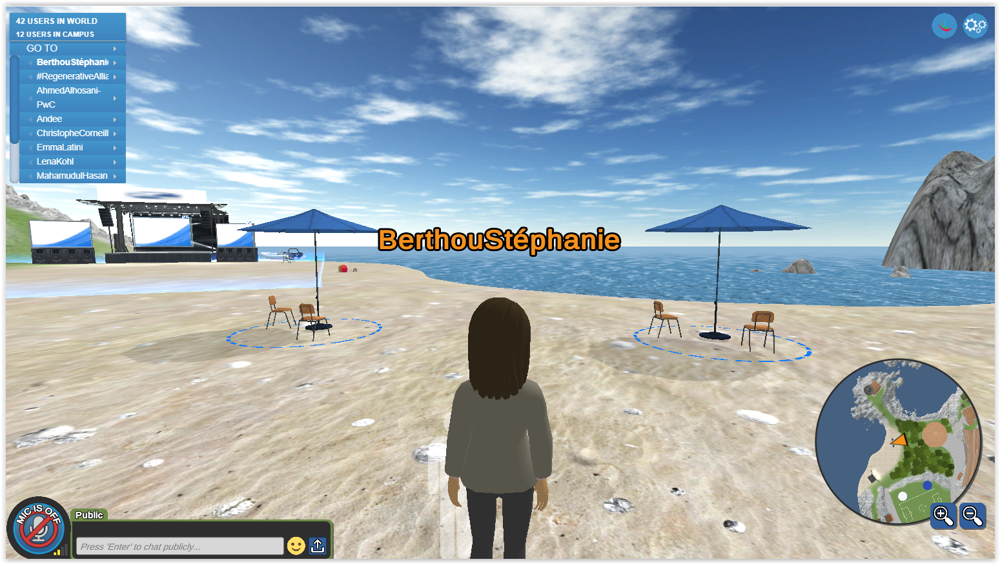 42 USERS IN WORLD
12 USERS IN CAMPUS
GO TO
BerthouStéphanie
#RegenerativeAllia
AhmedAlhosani-
PwC
Andee
ChristopheCorneill
EmmaLatini
LenaKohl
MahamudulHasan
BerthouStéphanie
MIC IS OFF
Public
Press 'Enter' to chat publicly...